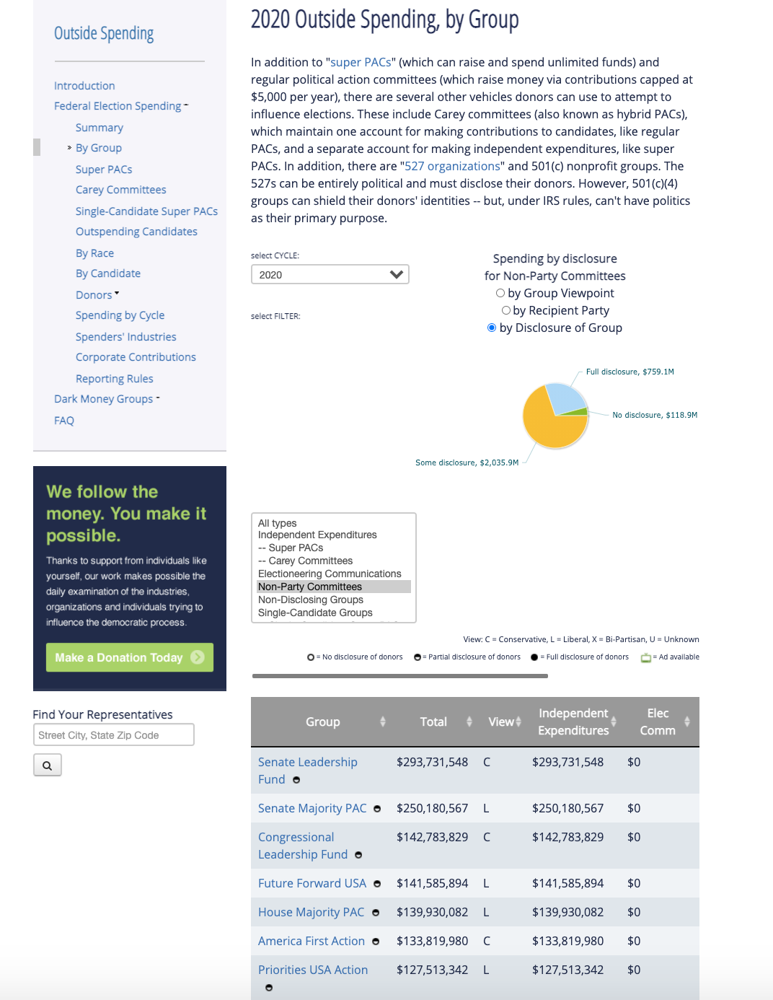 Outside Spending
Introduction
Federal Election Spending
Summary
By Group
Super PACs
Carey Committees
Single-Candidate Super PACs
Outspending Candidates
By Race
By Candidate
Donors
Spending by Cycle
Spenders' Industries
Corporate Contributions
Reporting Rules
Dark Money Groups
FAQ
We follow the
money. You make it
possible.
Thanks to support from individuals like
yourself, our work makes possible the
daily examination of the industries,
organizations and individuals trying to
influence the democratic process.
Make a Donation Today
Find Your Representatives
Street City, State Zip Code
2020 Outside Spending, by Group
In addition to "super PACs" (which can raise and spend unlimited funds) and
regular political action committees (which raise money via contributions capped at
$5,000 per year), there are several other vehicles donors can use to attempt to
influence elections. These include Carey committees (also known as hybrid PACs),
which maintain one account for making contributions to candidates, like regular
PACs, and a separate account for making independent expenditures, like super
PACs. In addition, there are "527 organizations" and 501(c) nonprofit groups. The
527s can be entirely political and must disclose their donors. However, 501(c)(4)
groups can shield their donors' identities -- but, under IRS rules, can't have politics
as their primary purpose.
select CYCLE:
2020
select FILTER:
Spending by disclosure
for Non-Party Committees
by Group Viewpoint
by Recipient Party
by Disclosure of Group
Full disclosure, $759.1M
No disclosure, $118.9M
Some disclosure, $2,035.9M
All types
Independent Expenditures
-- Super PACs
-- Carey Committees
Electioneering Communications
Non-Party Committees
Non-Disclosing Groups
Single-Candidate Groups
View: C = Conservative, L = Liberal, X = Bi-Partisan, U = Unknown
= No disclosure of donors = Partial disclosure of donors = Full disclosure of donors = Ad available
Group Total View Independent Expenditures Elec Comm
Senate Leadership Fund $293,731,548 C $293,731,548 $0
Senate Majority PAC $250,180,567 L $250,180,567 $0
Congressional Leadership Fund $142,783,829 C $142,783,829 $0
Future Forward USA $141,585,894 L $141,585,894 $0
House Majority PAC $139,930,082 L $139,930,082 $0
America First Action $133,819,980 C $133,819,980 $0
Priorities USA Action $127,513,342 L $127,513,342 $0